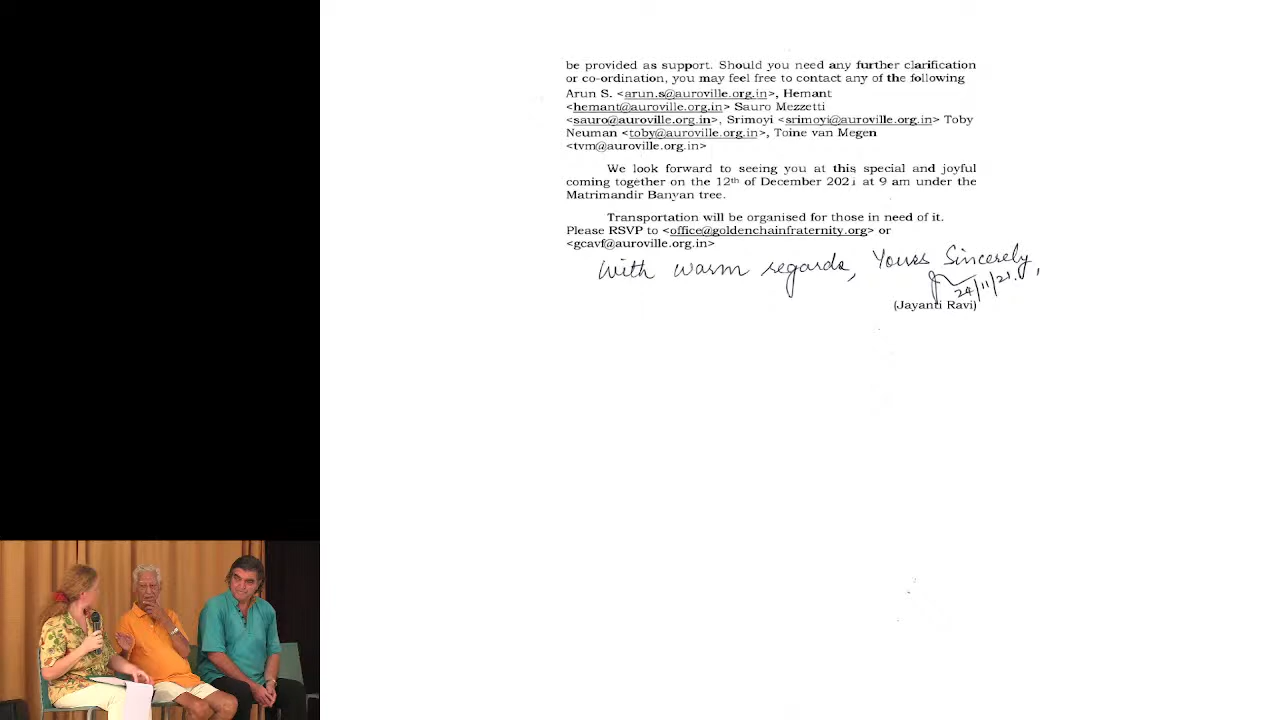 be provided as support. Should you need any further clarification
or co-ordination, you may feel free to contact any of the following
Arun S. <arun.s@auroville.org.in>, Hemant
<hemant@auroville.org.in> Sauro Mezzetti
<sauro@auroville.org.in>, Srimoyi <srimoyi@auroville.org.in> Toby
Neuman <toby@auroville.org.in>, Toine van Megen
<tvm@auroville.org.in>
We look forward to seeing you at this special and joyful
coming together on the 12th of December 2021 at 9 am under the
Matrimandir Banyan tree.
Transportation will be organised for those in need of it.
Please RSVP to <office@goldenchainfraternity.org> or
<gcavf@auroville.org.in>
With warm regards, Yours Sincerely,
24/11/21.
(Jayanti Ravi)